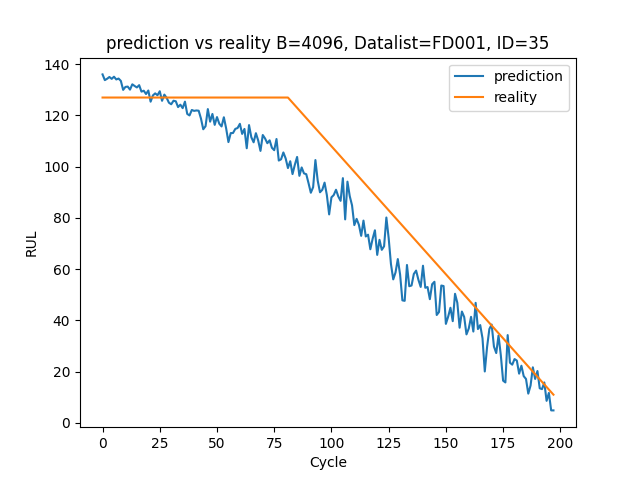 prediction vs reality B=4096, Datalist=FD001, ID=35
prediction
reality
140
120
100
80
60
40
20
0
RUL
0 25 50 75 100 125 150 175 200
Cycle